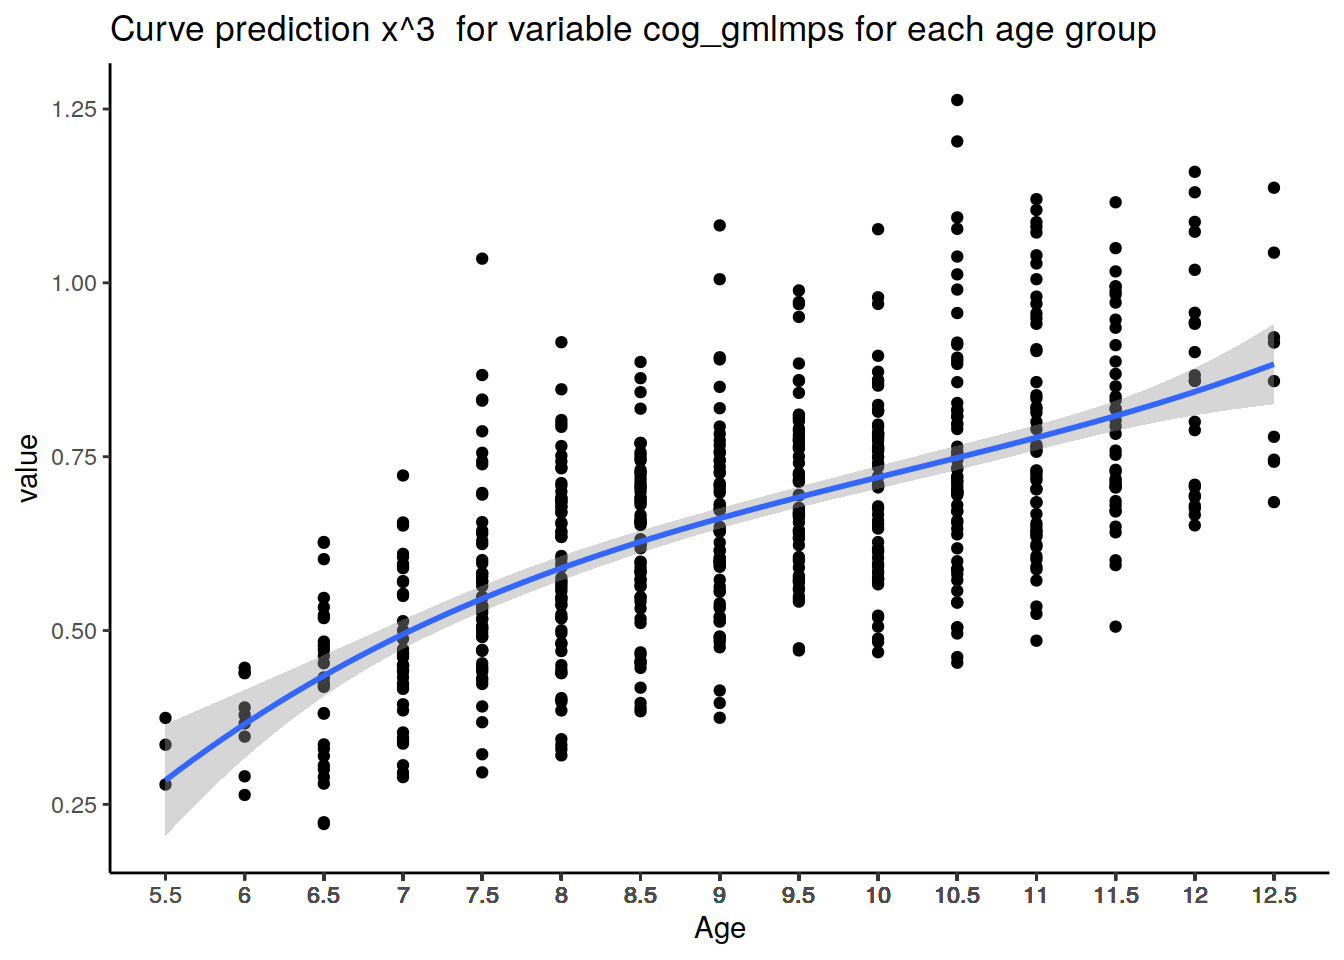 Curve prediction x^3  for variable cog_gmlmps for each age group
1.25
1.00
0.75
0.50
0.25
value
5.5 6 6.5 7 7.5 8 8.5 9 9.5 10 10.5 11 11.5 12 12.5
Age